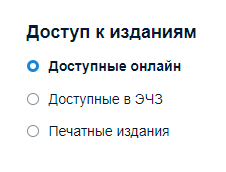 Доступ к изданиям
Доступные онлайн
Доступные в ЭЧЗ
Печатные издания